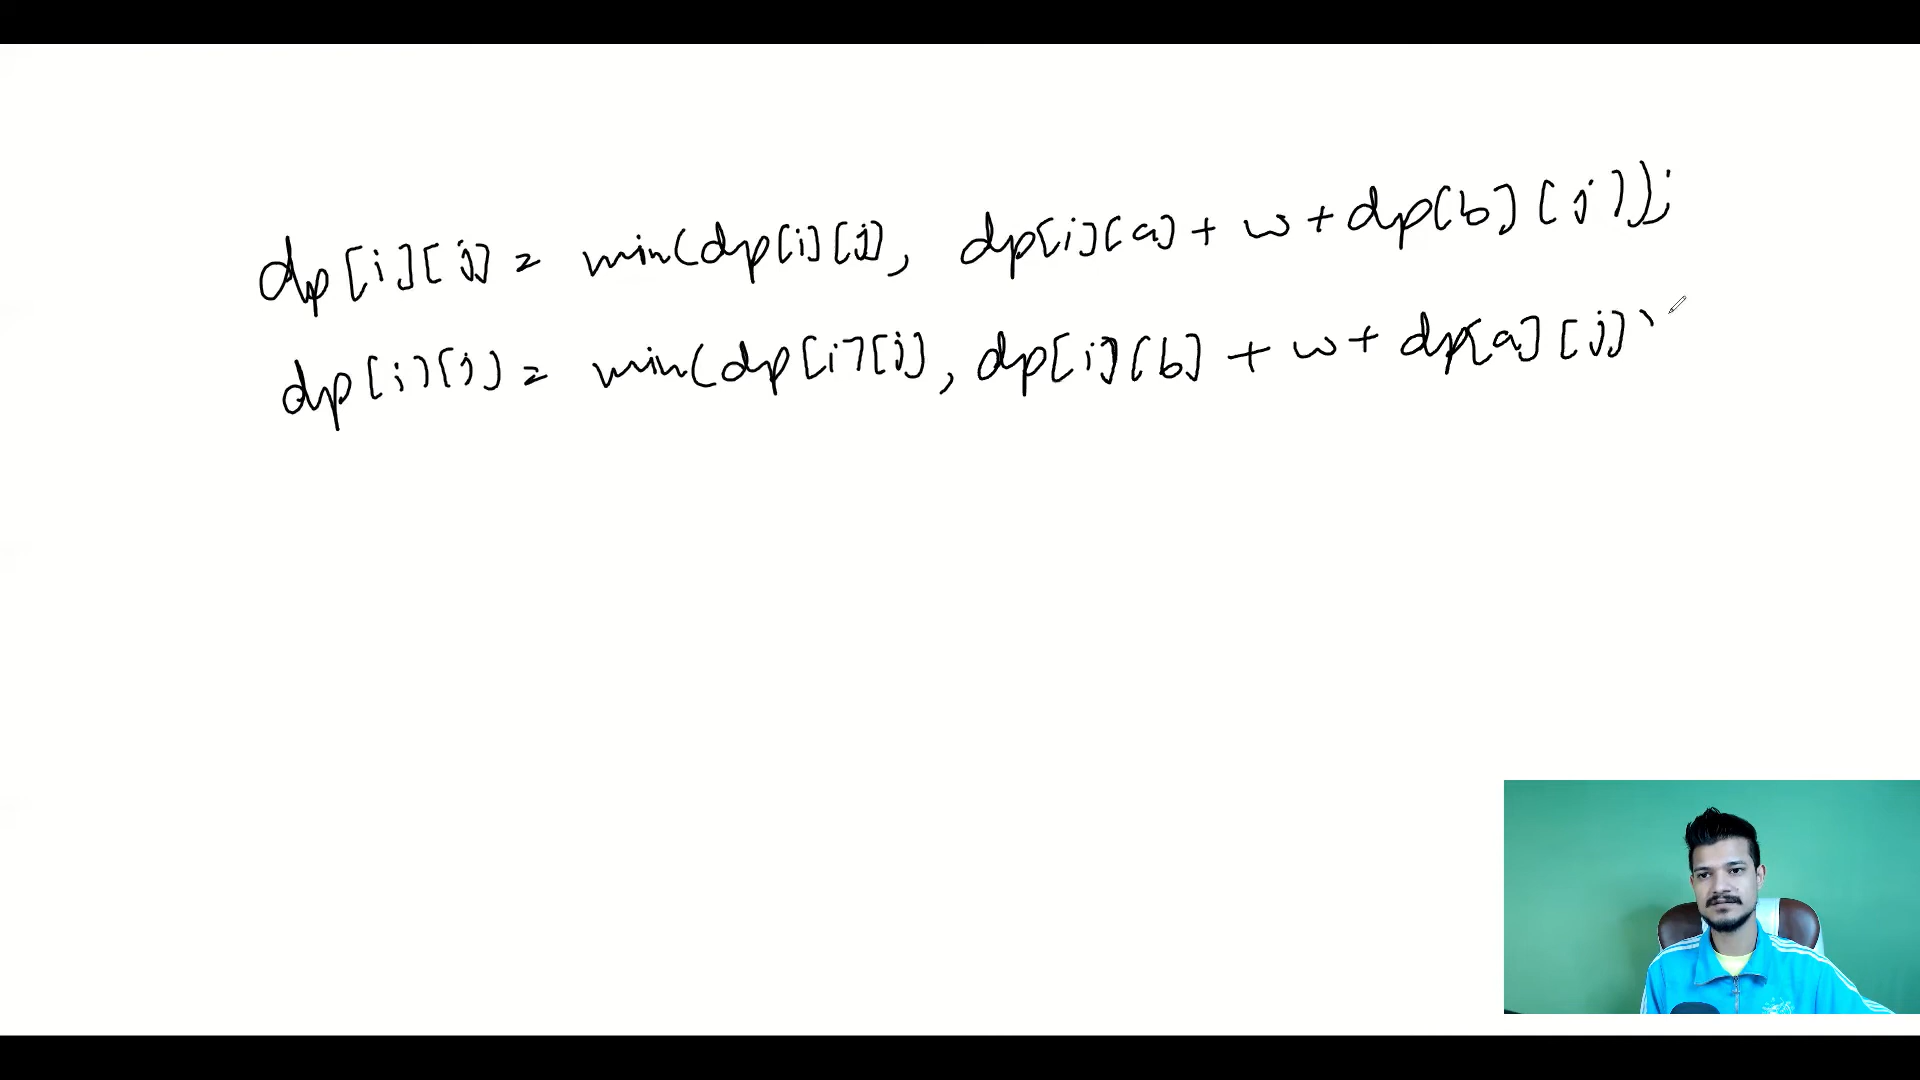 dp[i][j] = min(dp[i][j], dp[i][a] + w + dp[b][j]);
dp[i][j] = min(dp[i][j], dp[i][b] + w + dp[a][j])